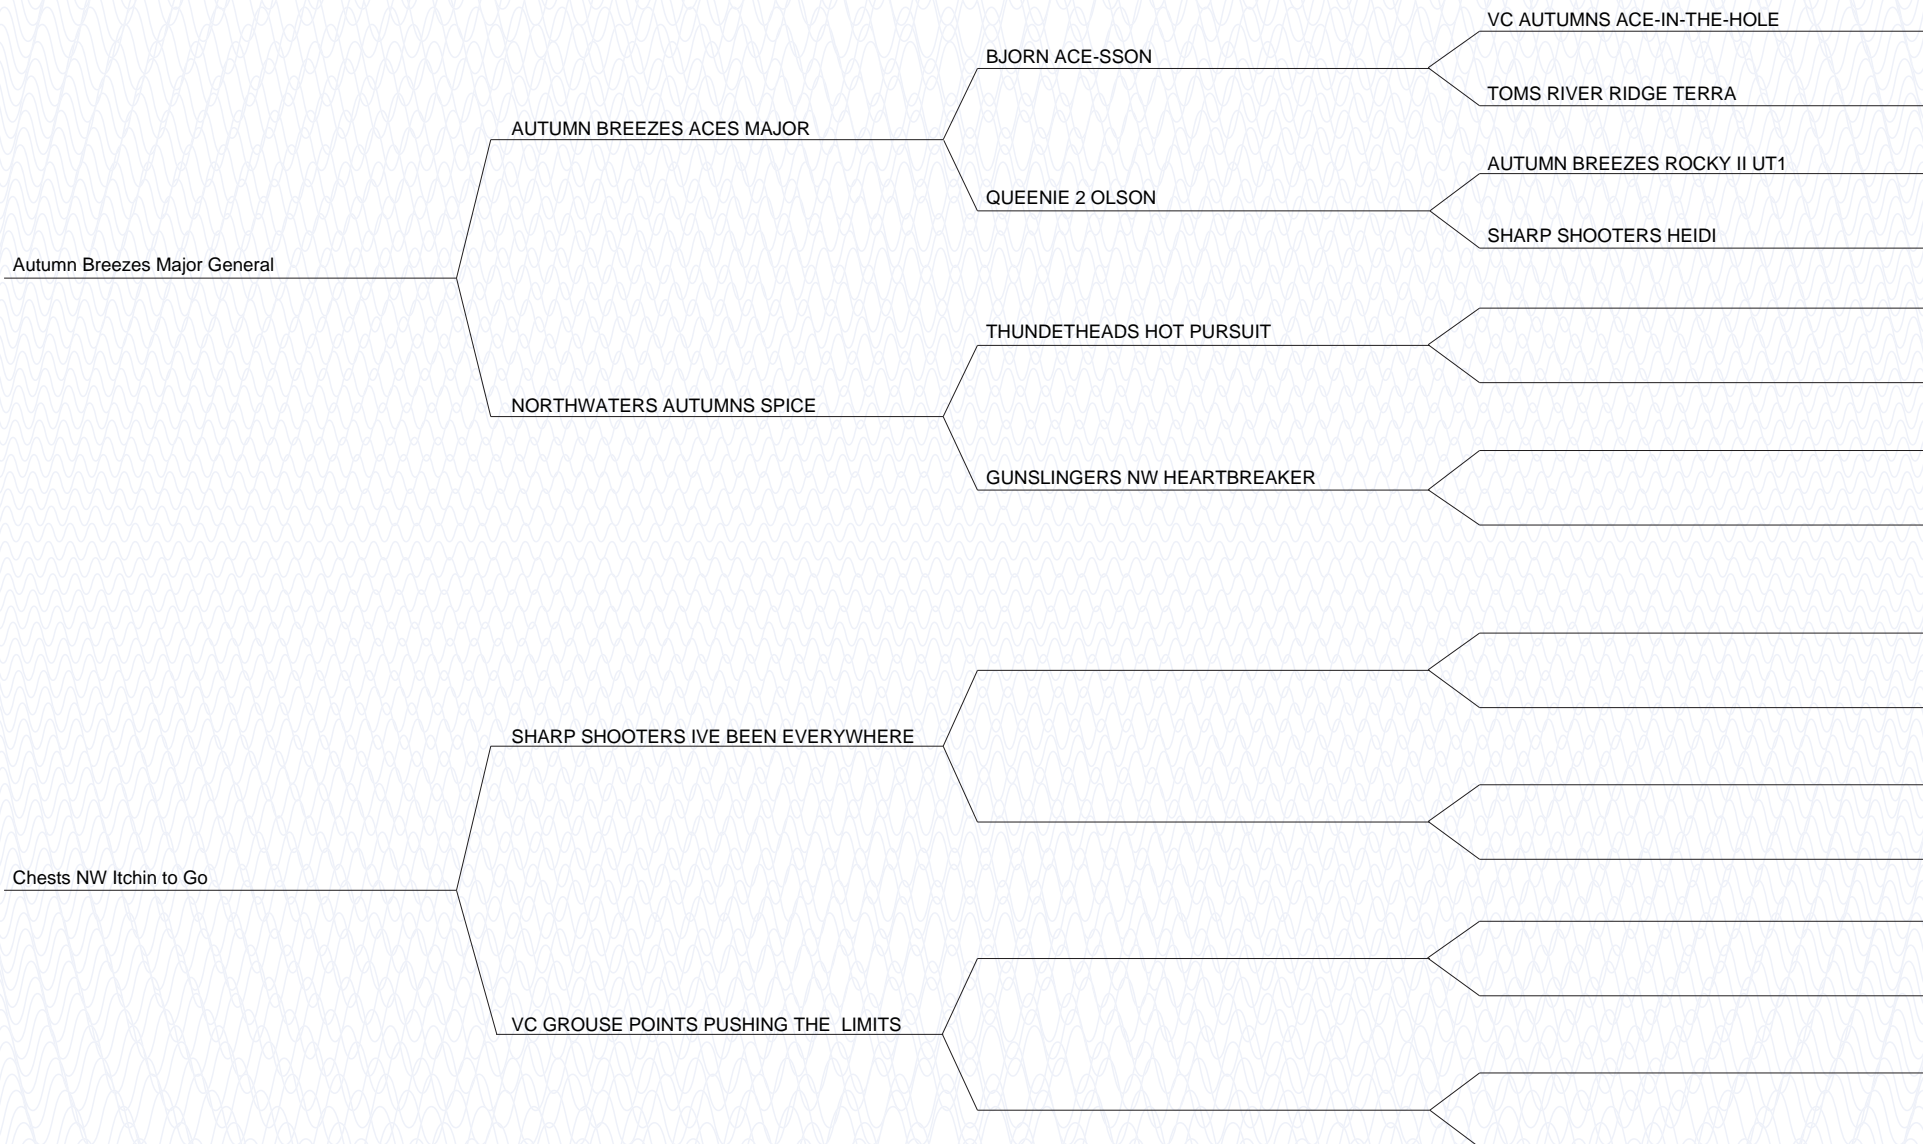 VC AUTUMNS ACE-IN-THE-HOLE
BJORN ACE-SSON
TOMS RIVER RIDGE TERRA
AUTUMN BREEZES ACES MAJOR
AUTUMN BREEZES ROCKY II UT1
QUEENIE 2 OLSON
SHARP SHOOTERS HEIDI
Autumn Breezes Major General
THUNDETHEADS HOT PURSUIT
NORTHWATERS AUTUMNS SPICE
GUNSLINGERS NW HEARTBREAKER
SHARP SHOOTERS IVE BEEN EVERYWHERE
Chests NW Itchin to Go
VC GROUSE POINTS PUSHING THE  LIMITS